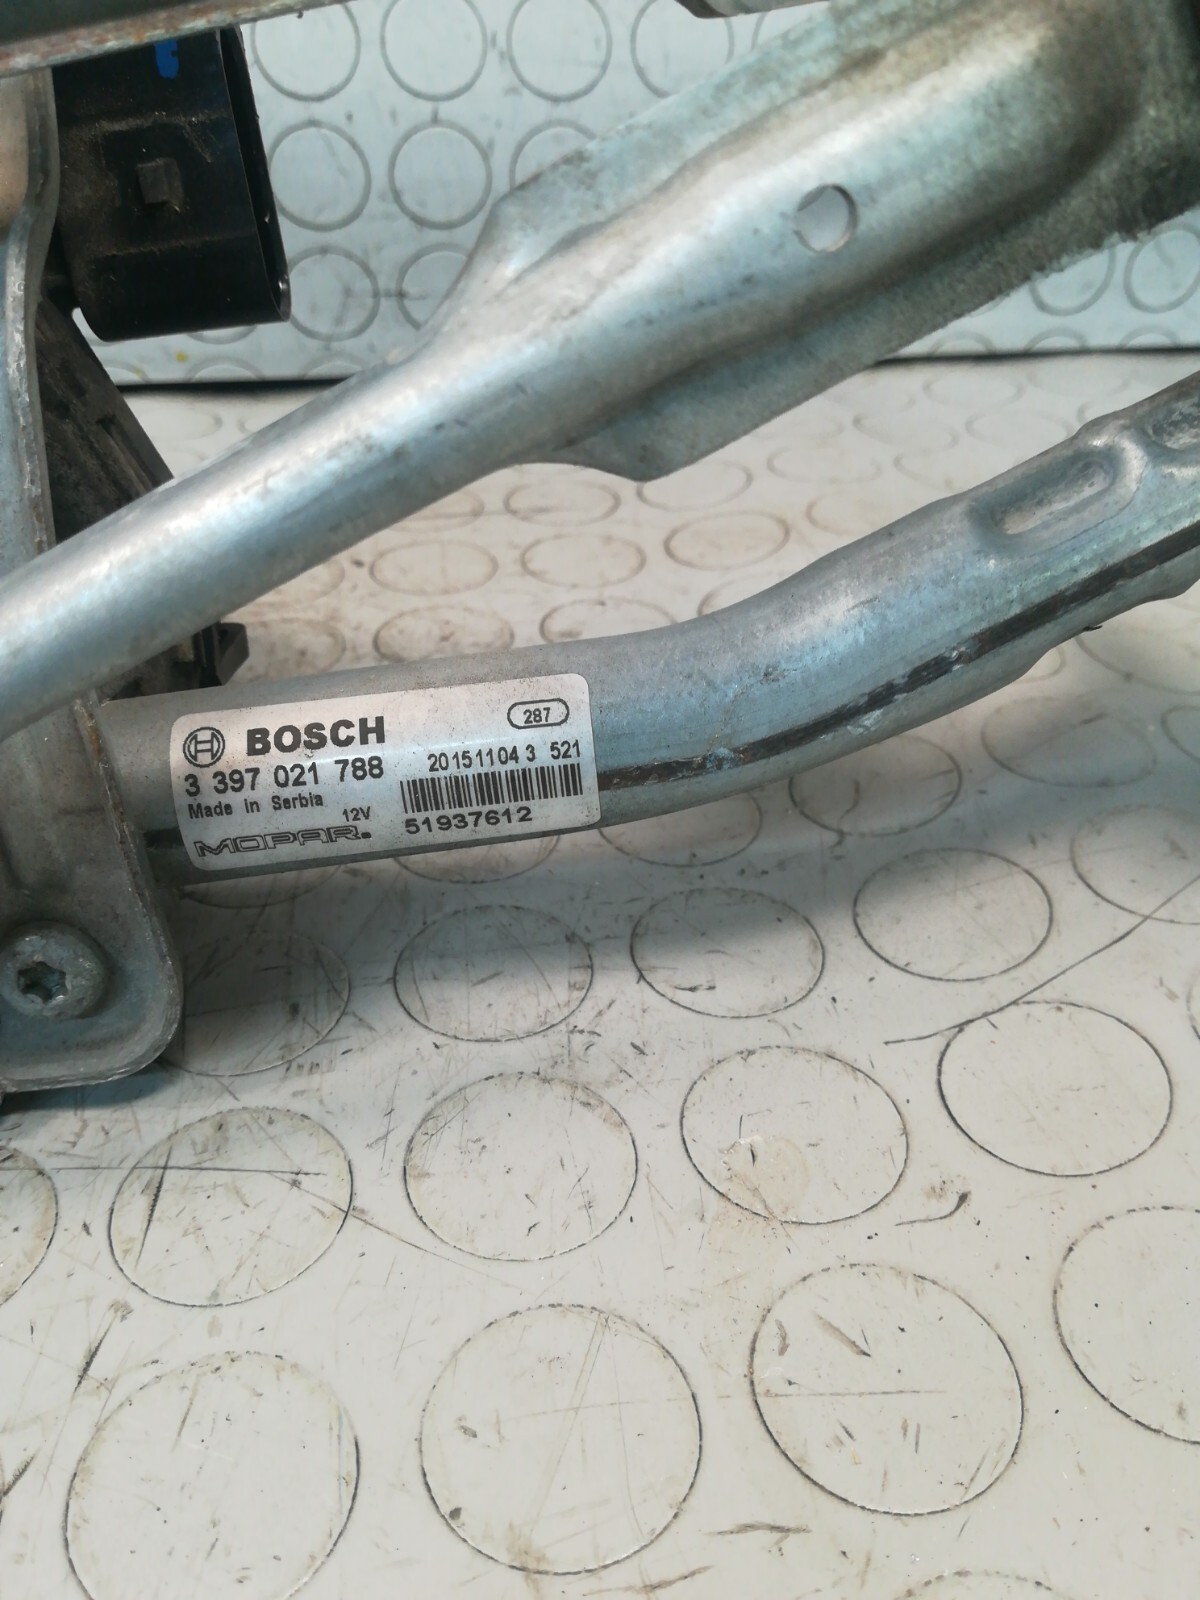 BOSCH 287
3 397 021 788 20151104 3 521
Made in Serbia
12V 51937612
MOPAR.